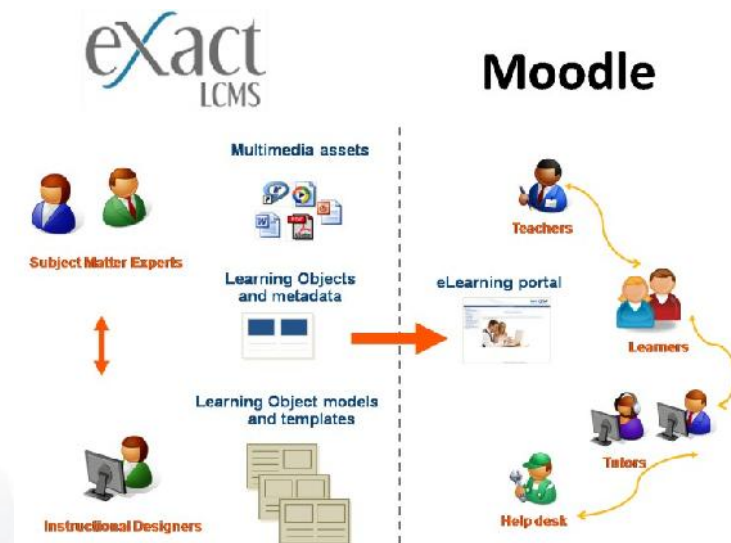 eXact
LCMS
Moodle
Multimedia assets
Subject Matter Experts
Learning Objects
and metadata
Learning Object models
and templates
Instructional Designers
Teachers
eLearning portal
Learners
Tutors
Help desk